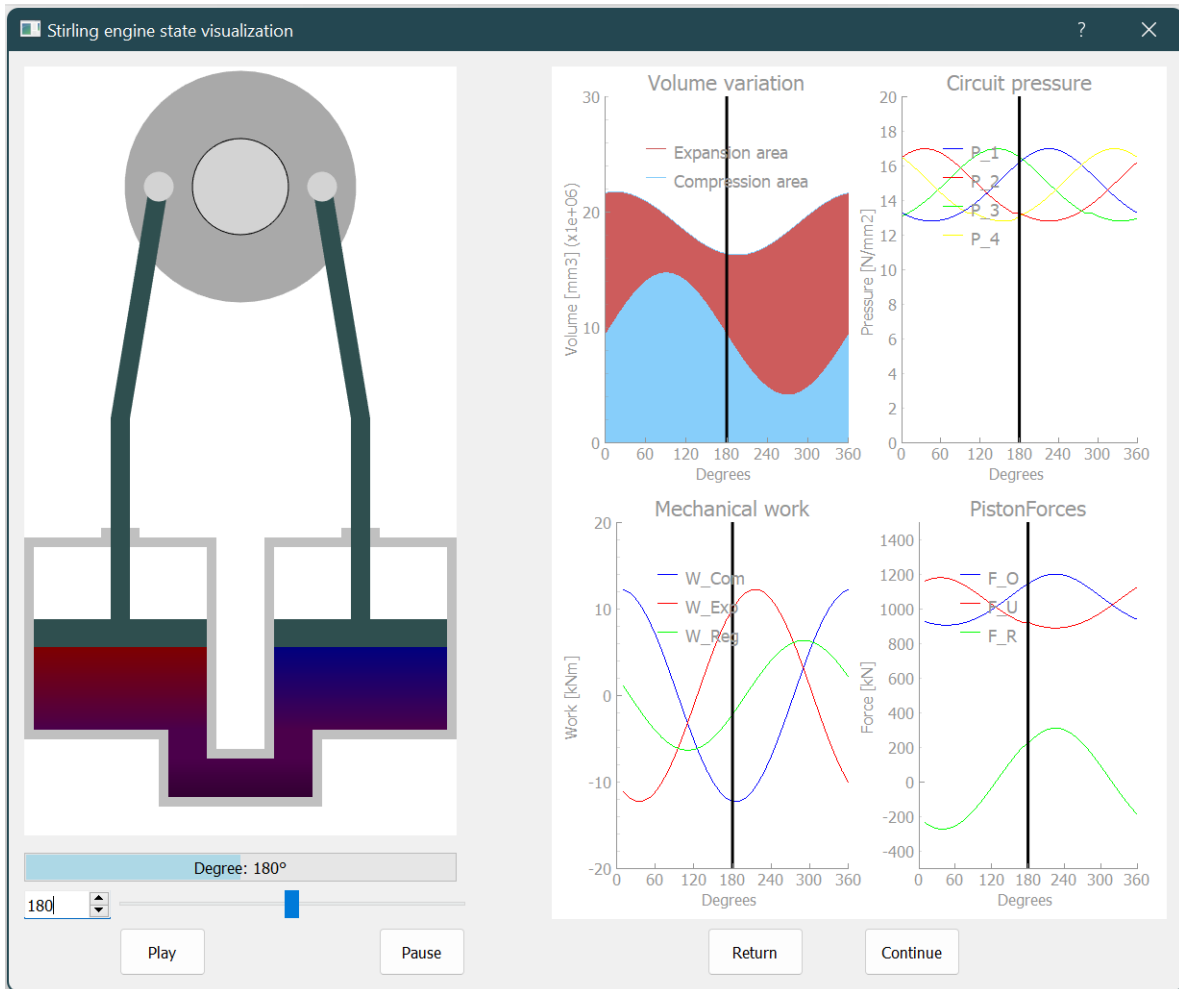 Stirling engine state visualization
?
Degree: 180°
180
Play
Pause
Volume variation
30
20
10
0
Volume [mm3] (x1e+06)
Expansion area
Compression area
0 60 120 180 240 300 360
Degrees
Circuit pressure
20
18
16
14
12
10
8
6
4
2
0
Pressure [N/mm2]
P_1
P_2
P_3
P_4
0 60 120 180 240 300 360
Degrees
Mechanical work
20
10
0
-10
-20
Work [kNm]
W_Com
W_Exp
W_Reg
0 60 120 180 240 300 360
Degrees
PistonForces
1400
1200
1000
800
600
400
200
0
-200
-400
Force [kN]
F_O
F_U
F_R
0 60 120 180 240 300 360
Degrees
Return
Continue